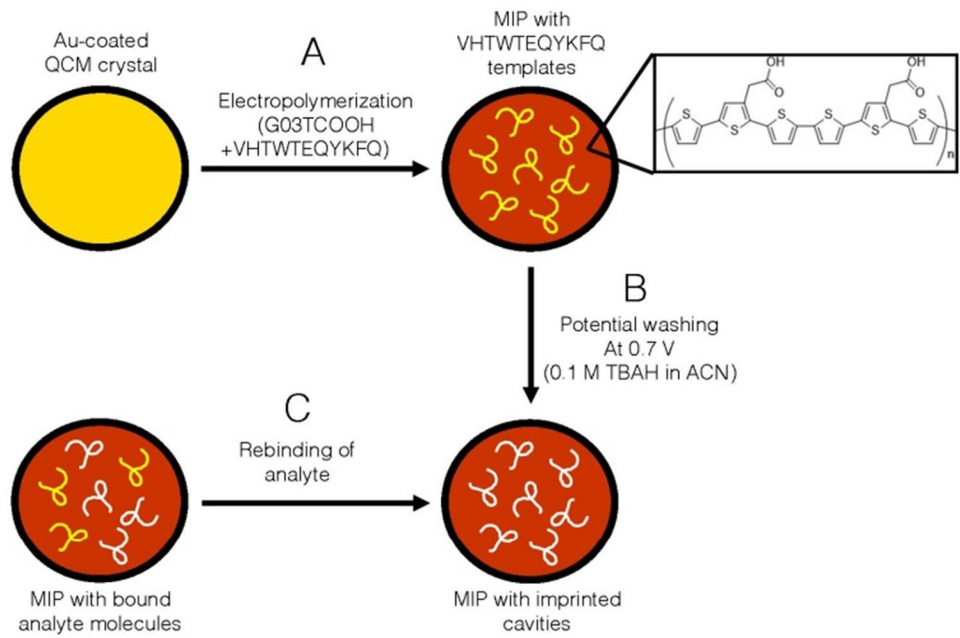 Au-coated
QCM crystal
A
Electropolymerization
(G03TCOOH
+VHTWTEQYKFQ)
MIP with
VHTWTEQYKFQ
templates
OH
O
OH
O
S
S
S
S
S
S
n
B
Potential washing
At 0.7 V
(0.1 M TBAH in ACN)
C
Rebinding of
analyte
MIP with bound
analyte molecules
MIP with imprinted
cavities